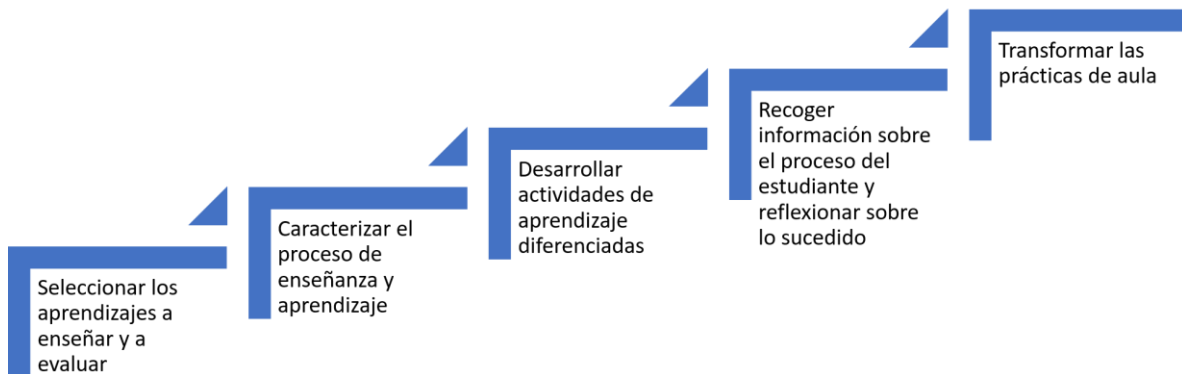 Seleccionar los
aprendizajes a
enseñar y a
evaluar
Caracterizar el
proceso de
enseñanza y
aprendizaje
Desarrollar
actividades de
aprendizaje
diferenciadas
Recoger
información sobre
el proceso del
estudiante y
reflexionar sobre
lo sucedido
Transformar las
prácticas de aula